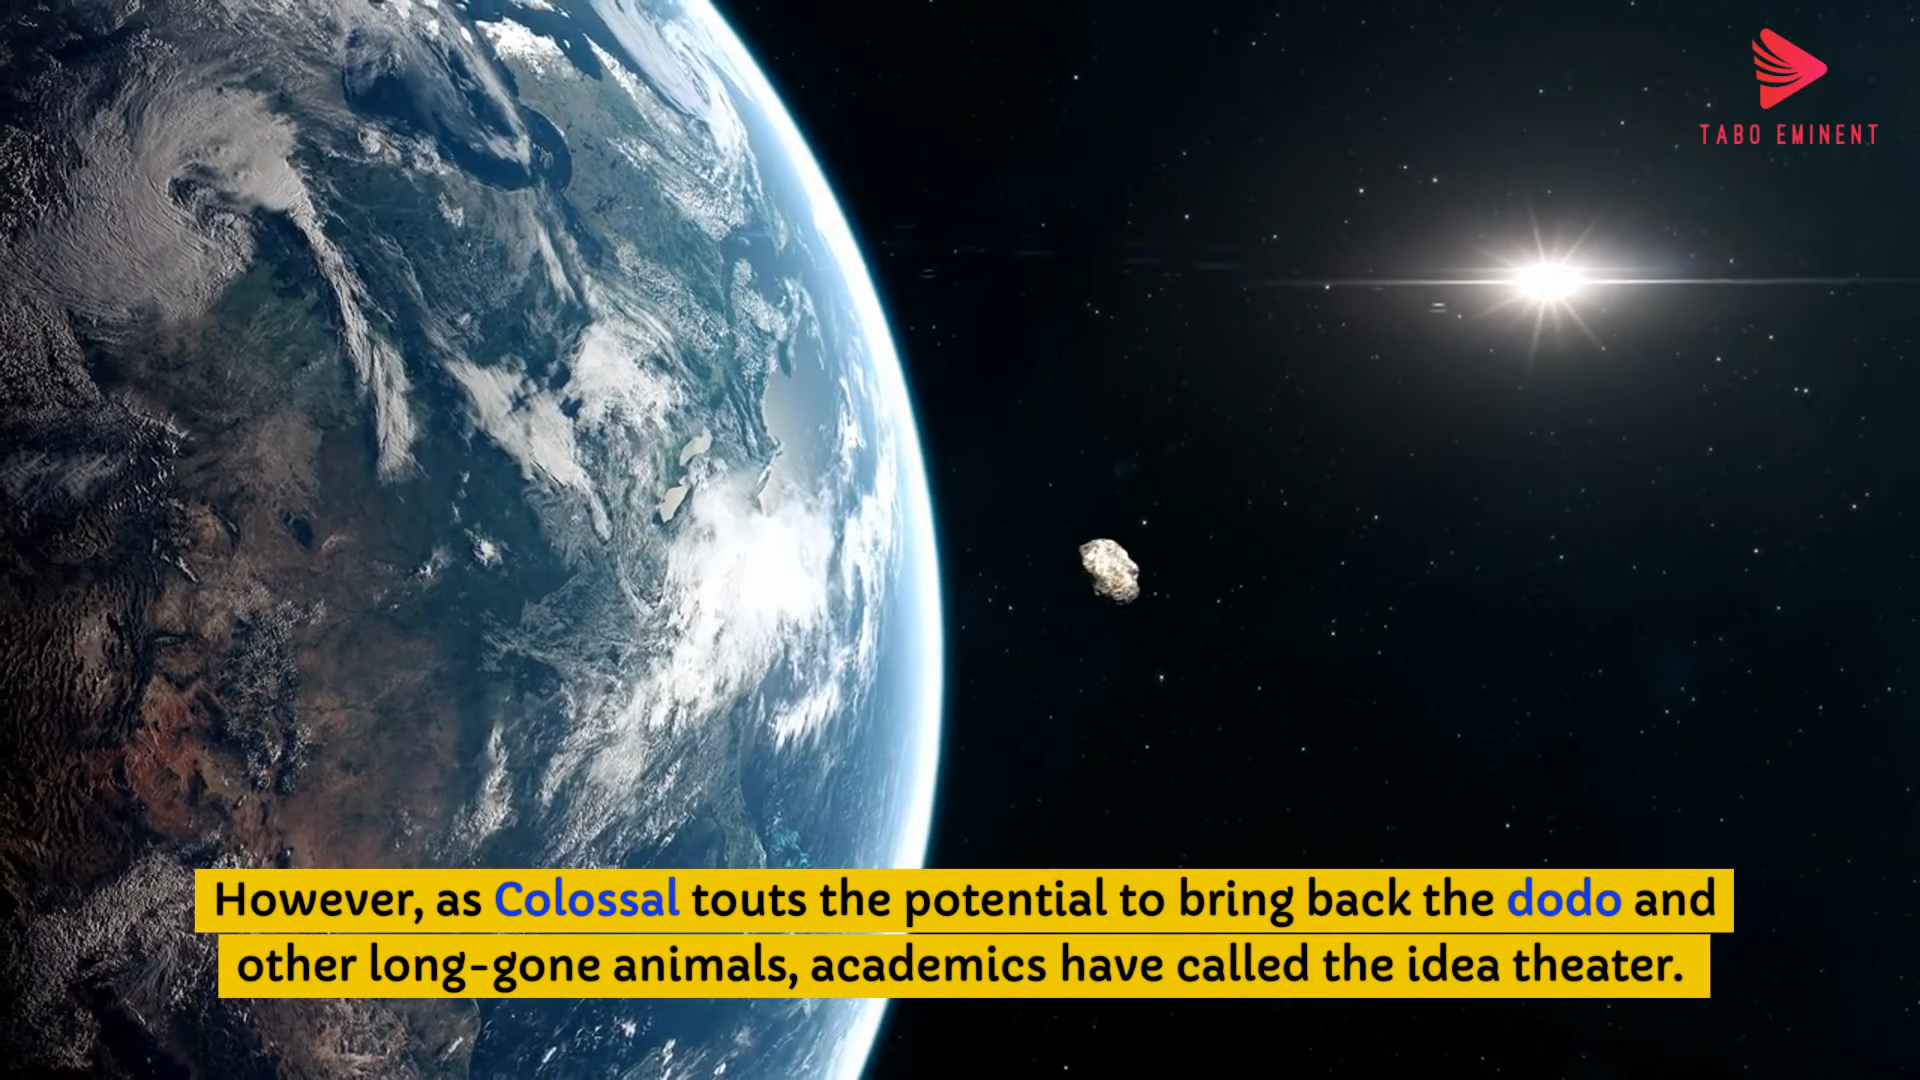 TABO EMINENT
However, as Colossal touts the potential to bring back the dodo and
other long-gone animals, academics have called the idea theater.